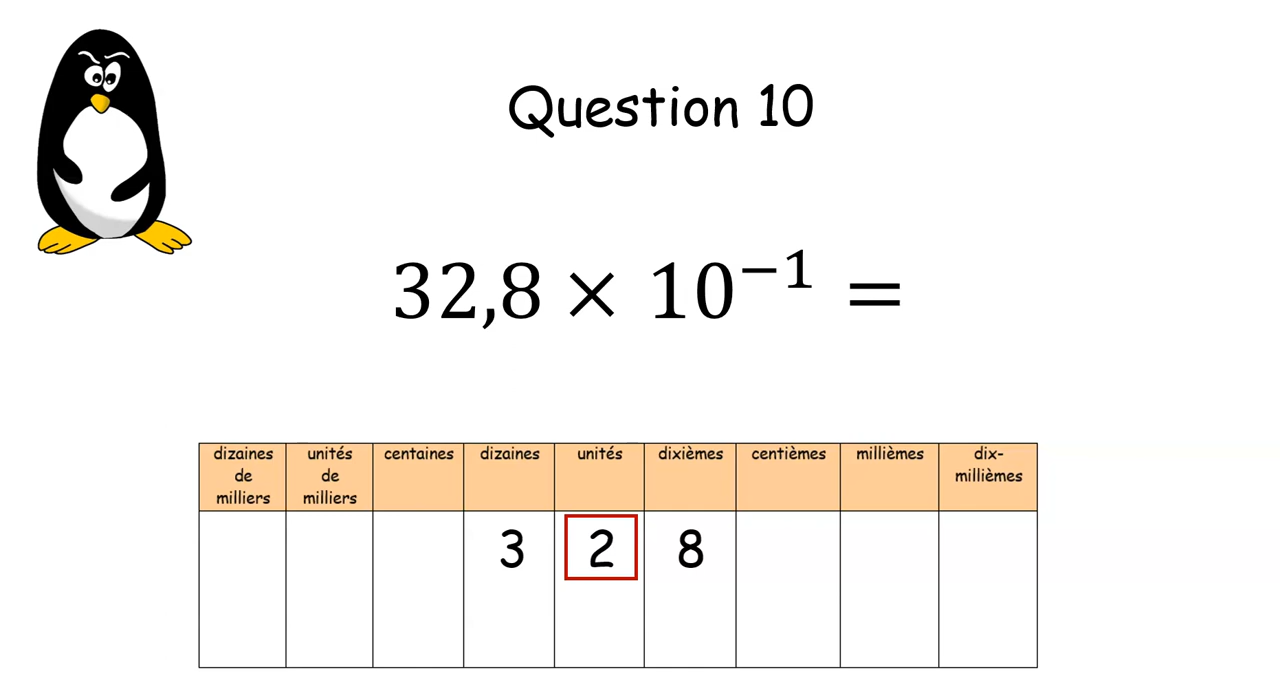 Question 10
32,8 × 10⁻¹ =
dizaines de milliers unités de milliers centaines dizaines unités dixièmes centièmes millièmes dix-millièmes
3 2 8